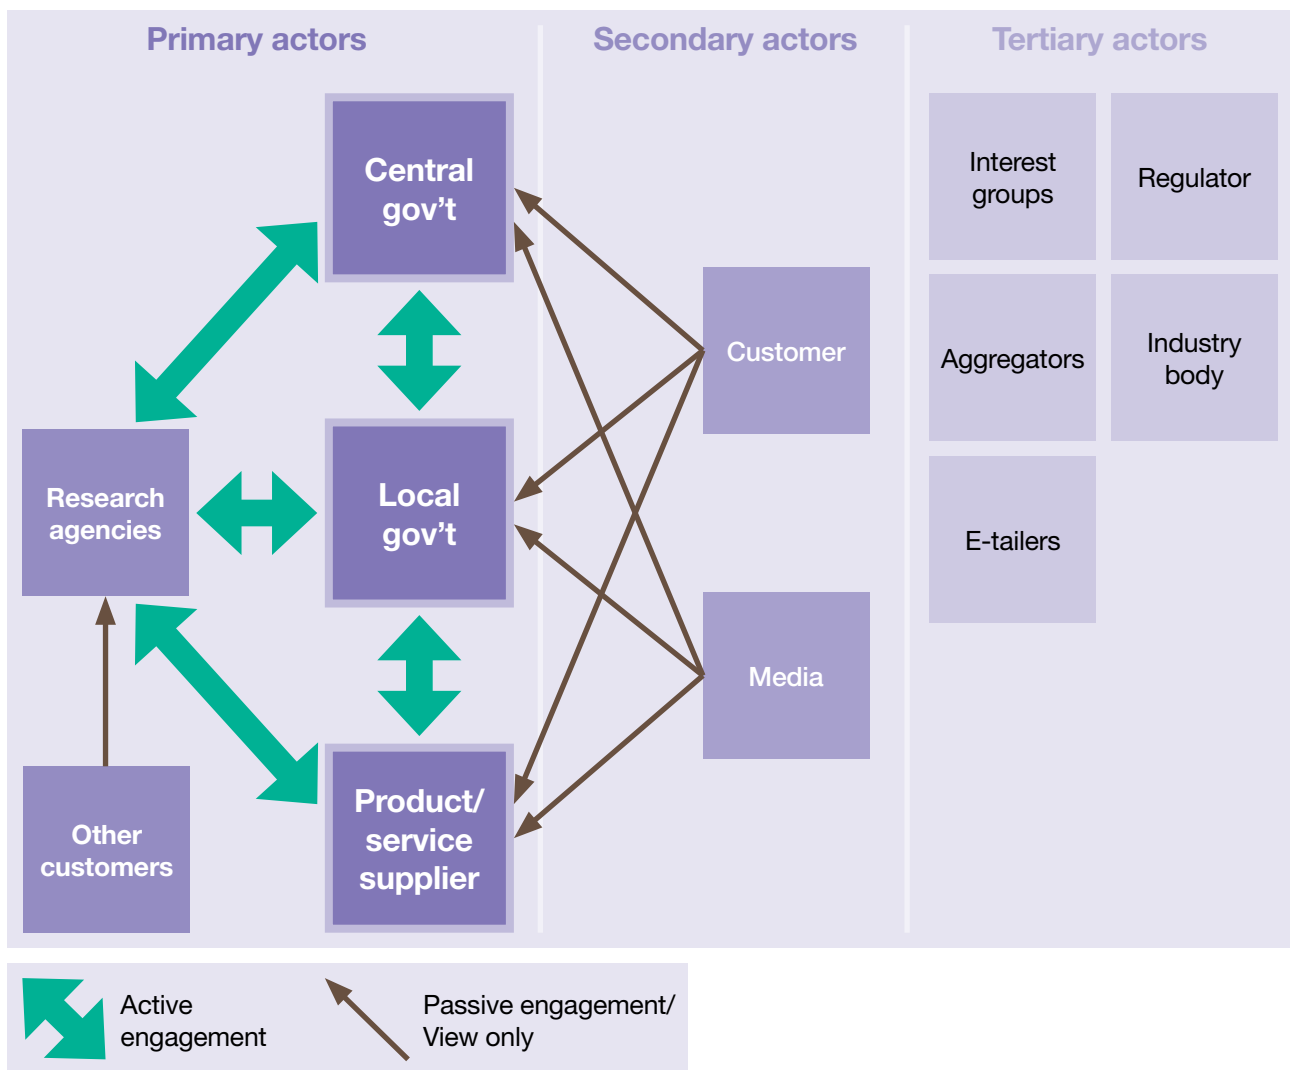 Primary actors
Secondary actors
Tertiary actors
Central
gov’t
Interest
groups
Regulator
Customer
Aggregators
Industry
body
Research
agencies
Local
gov’t
E-tailers
Media
Other
customers
Product/
service
supplier
Active
engagement
Passive engagement/
View only